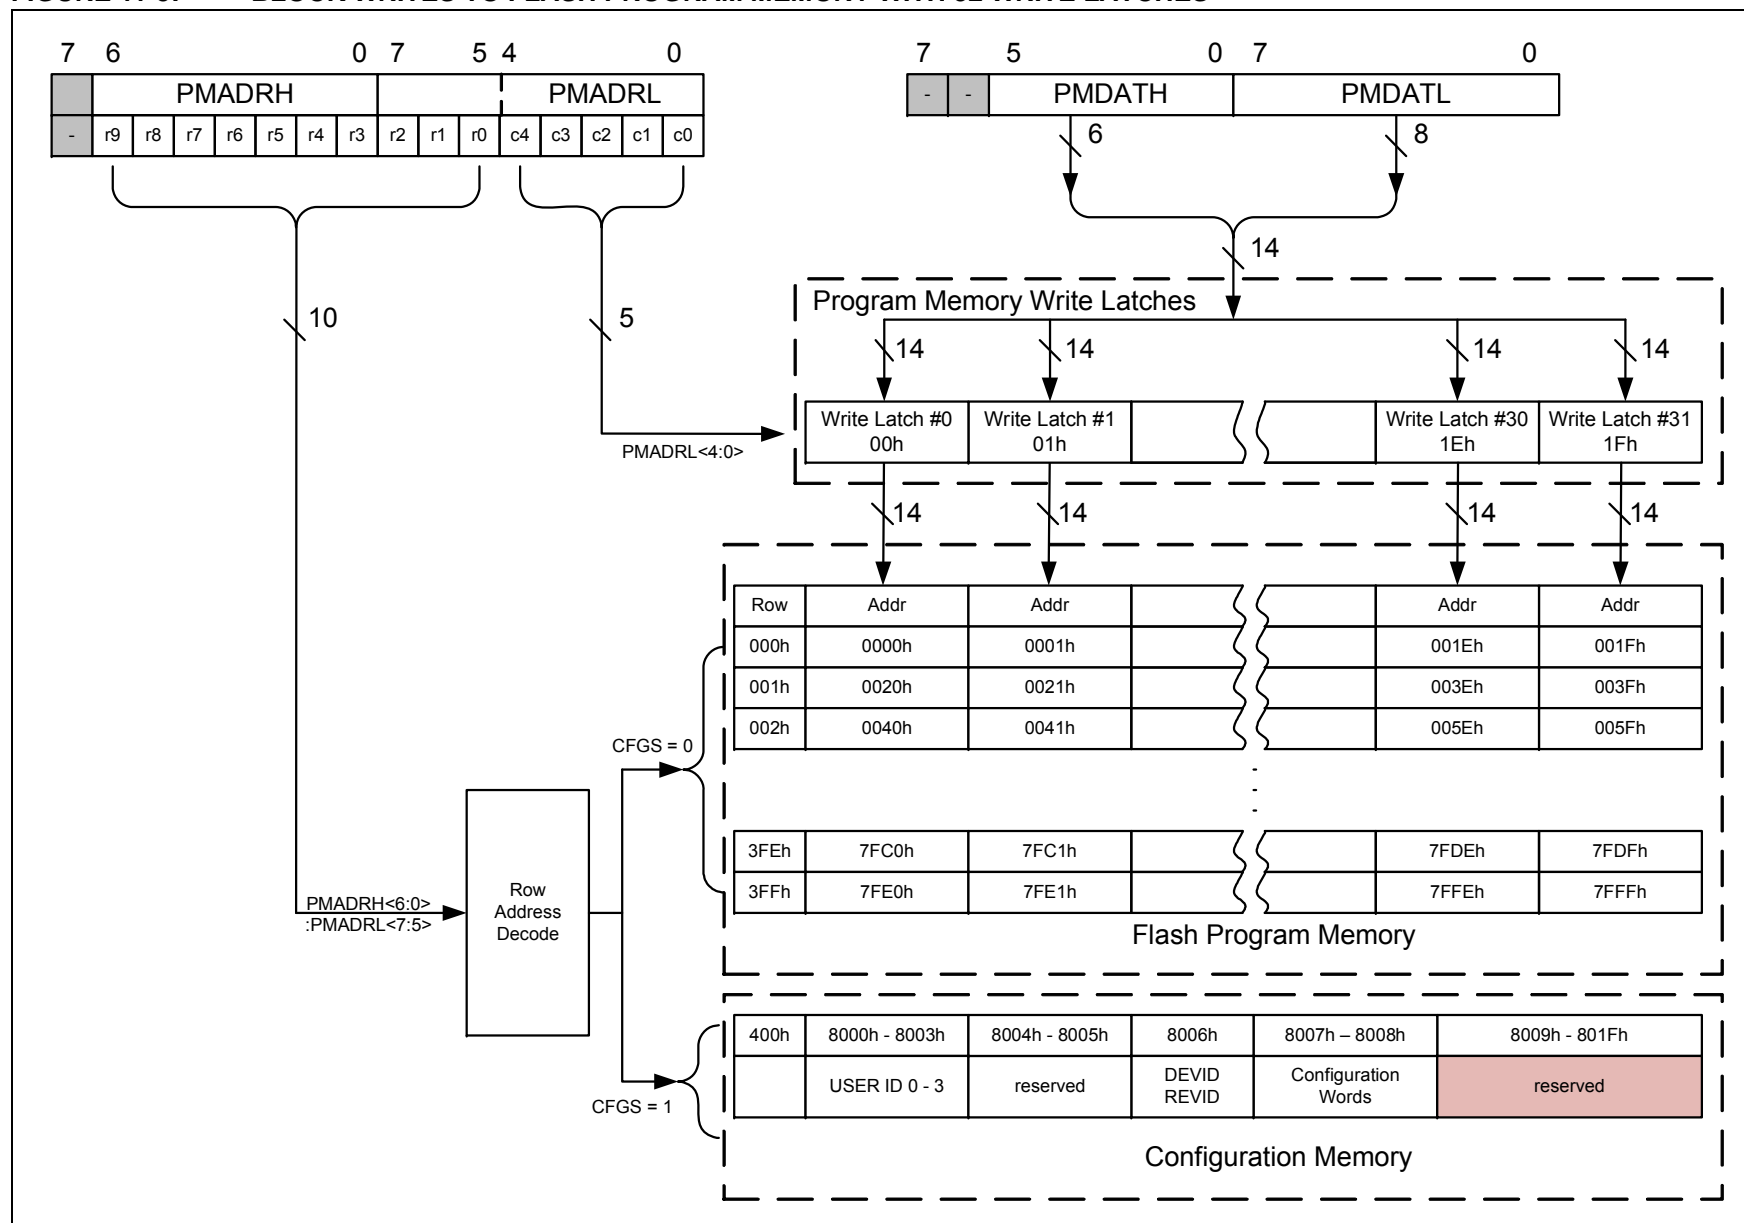 7 6 0 7 5 4 0
PMADRH PMADRL
- r9 r8 r7 r6 r5 r4 r3 r2 r1 r0 c4 c3 c2 c1 c0
7 5 0 7 0
- - PMDATH PMDATL
6 8
14
10
5
PMADRL<4:0>
Program Memory Write Latches
14 14 14 14
Write Latch #0 Write Latch #1 Write Latch #30 Write Latch #31
00h 01h 1Eh 1Fh
14 14 14 14
Row Addr Addr Addr Addr
000h 0000h 0001h 001Eh 001Fh
001h 0020h 0021h 003Eh 003Fh
002h 0040h 0041h 005Eh 005Fh
CFGS = 0
3FEh 7FC0h 7FC1h 7FDEh 7FDFh
3FFh 7FE0h 7FE1h 7FFEh 7FFFh
Flash Program Memory
PMADRH<6:0>
:PMADRL<7:5>
Row
Address
Decode
400h 8000h - 8003h 8004h - 8005h 8006h 8007h – 8008h 8009h - 801Fh
USER ID 0 - 3 reserved DEVID REVID Configuration Words reserved
CFGS = 1
Configuration Memory